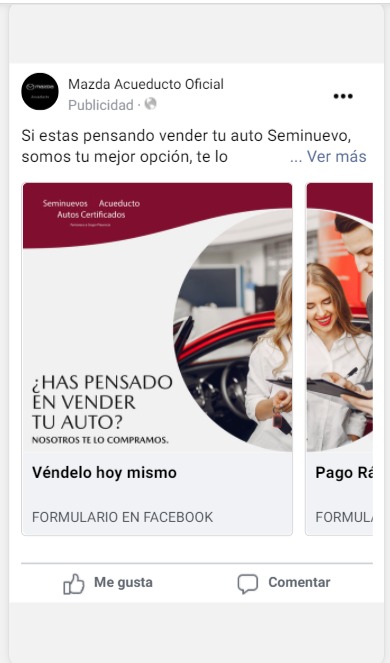 Mazda Acueducto Oficial
Publicidad ·
Si estas pensando vender tu auto Seminuevo,
somos tu mejor opción, te lo ... Ver más
mazda
Seminuevos Acueducto
Autos Certificados
¿HAS PENSADO
EN VENDER
TU AUTO?
NOSOTROS TE LO COMPRAMOS.
Véndelo hoy mismo
FORMULARIO EN FACEBOOK
Pago Rá
FORMULA
Me gusta
Comentar